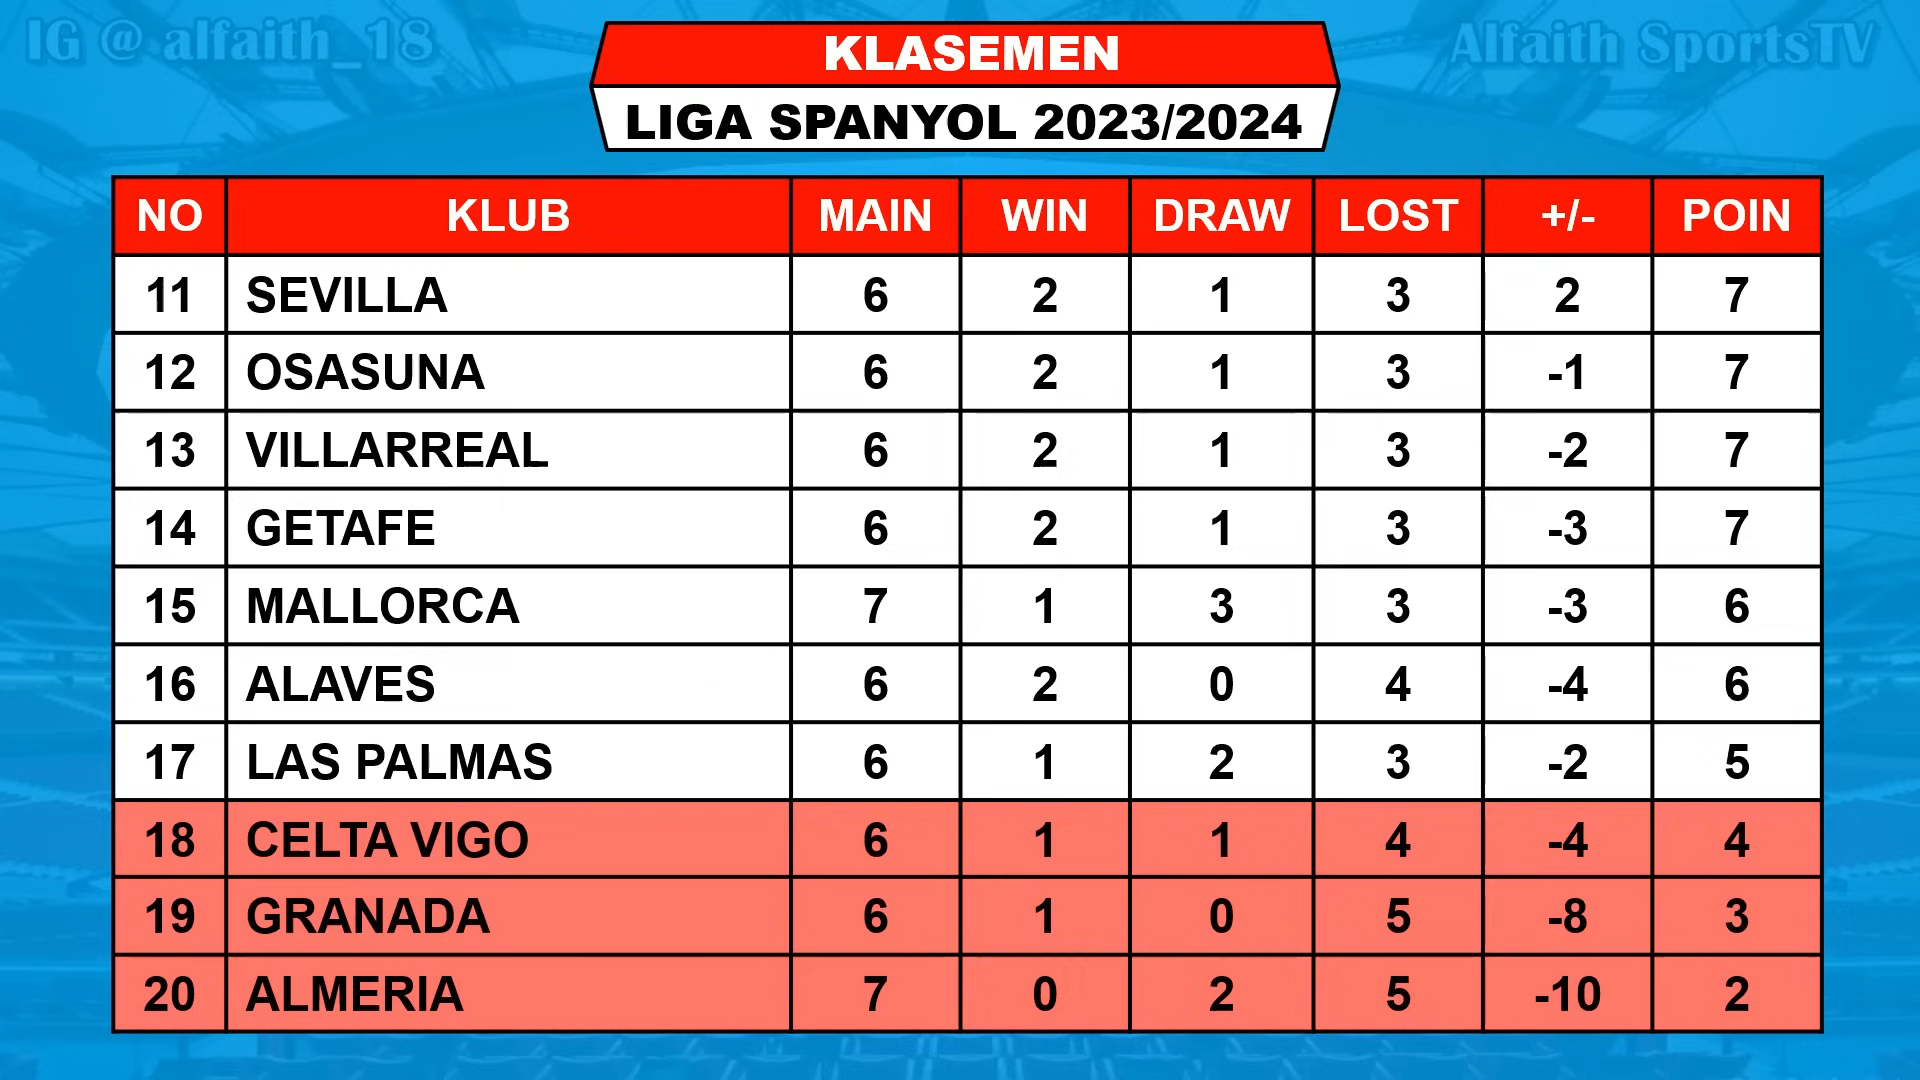 IG @ alfaith_18
Alfaith SportsTV
KLASEMEN
LIGA SPANYOL 2023/2024
NO KLUB MAIN WIN DRAW LOST +/- POIN
11 SEVILLA 6 2 1 3 2 7
12 OSASUNA 6 2 1 3 -1 7
13 VILLARREAL 6 2 1 3 -2 7
14 GETAFE 6 2 1 3 -3 7
15 MALLORCA 7 1 3 3 -3 6
16 ALAVES 6 2 0 4 -4 6
17 LAS PALMAS 6 1 2 3 -2 5
18 CELTA VIGO 6 1 1 4 -4 4
19 GRANADA 6 1 0 5 -8 3
20 ALMERIA 7 0 2 5 -10 2